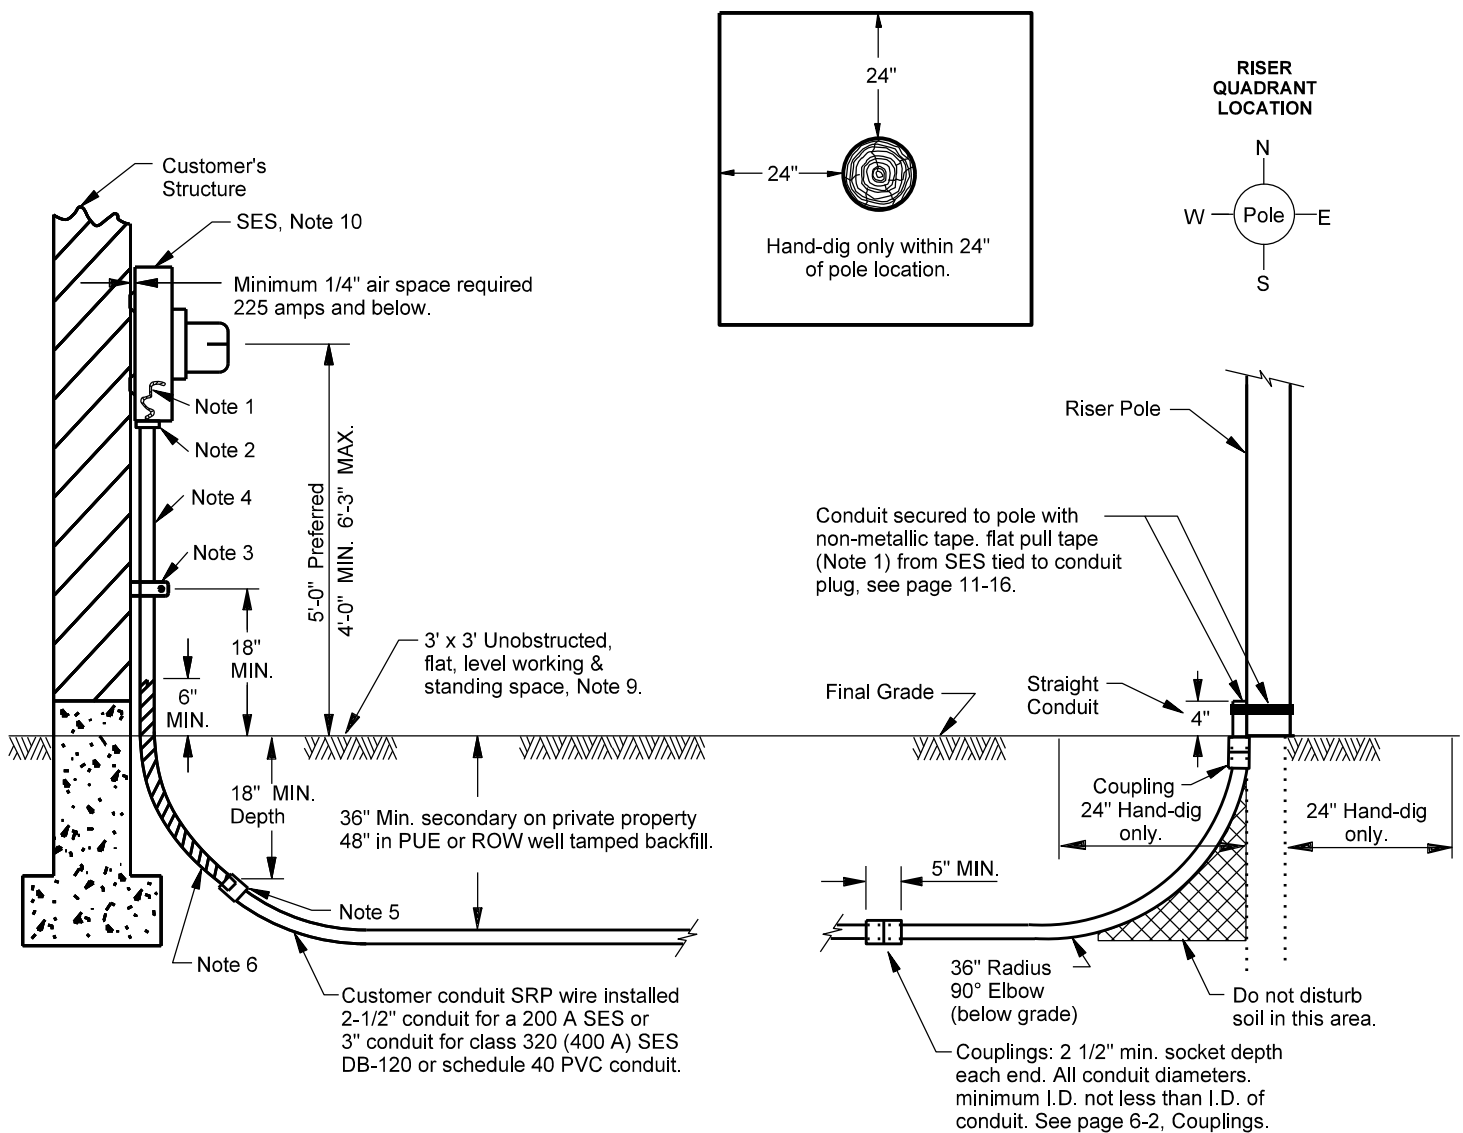 24"
24"
Hand-dig only within 24"
of pole location.
RISER
QUADRANT
LOCATION
N
W
Pole
E
S
Customer's
Structure
SES, Note 10
Minimum 1/4" air space required
225 amps and below.
Note 1
Note 2
Note 4
Note 3
5'-0" Preferred
4'-0" MIN. 6'-3" MAX.
18"
MIN.
6"
MIN.
3' x 3' Unobstructed,
flat, level working &
standing space, Note 9.
18" MIN.
Depth
36" Min. secondary on private property
48" in PUE or ROW well tamped backfill.
Note 5
Note 6
Customer conduit SRP wire installed
2-1/2" conduit for a 200 A SES or
3" conduit for class 320 (400 A) SES
DB-120 or schedule 40 PVC conduit.
Riser Pole
Conduit secured to pole with
non-metallic tape. flat pull tape
(Note 1) from SES tied to conduit
plug, see page 11-16.
Final Grade
Straight
Conduit
4"
Coupling
24" Hand-dig
only.
24" Hand-dig
only.
5" MIN.
36" Radius
90° Elbow
(below grade)
Do not disturb
soil in this area.
Couplings: 2 1/2" min. socket depth
each end. All conduit diameters.
minimum I.D. not less than I.D. of
conduit. See page 6-2, Couplings.